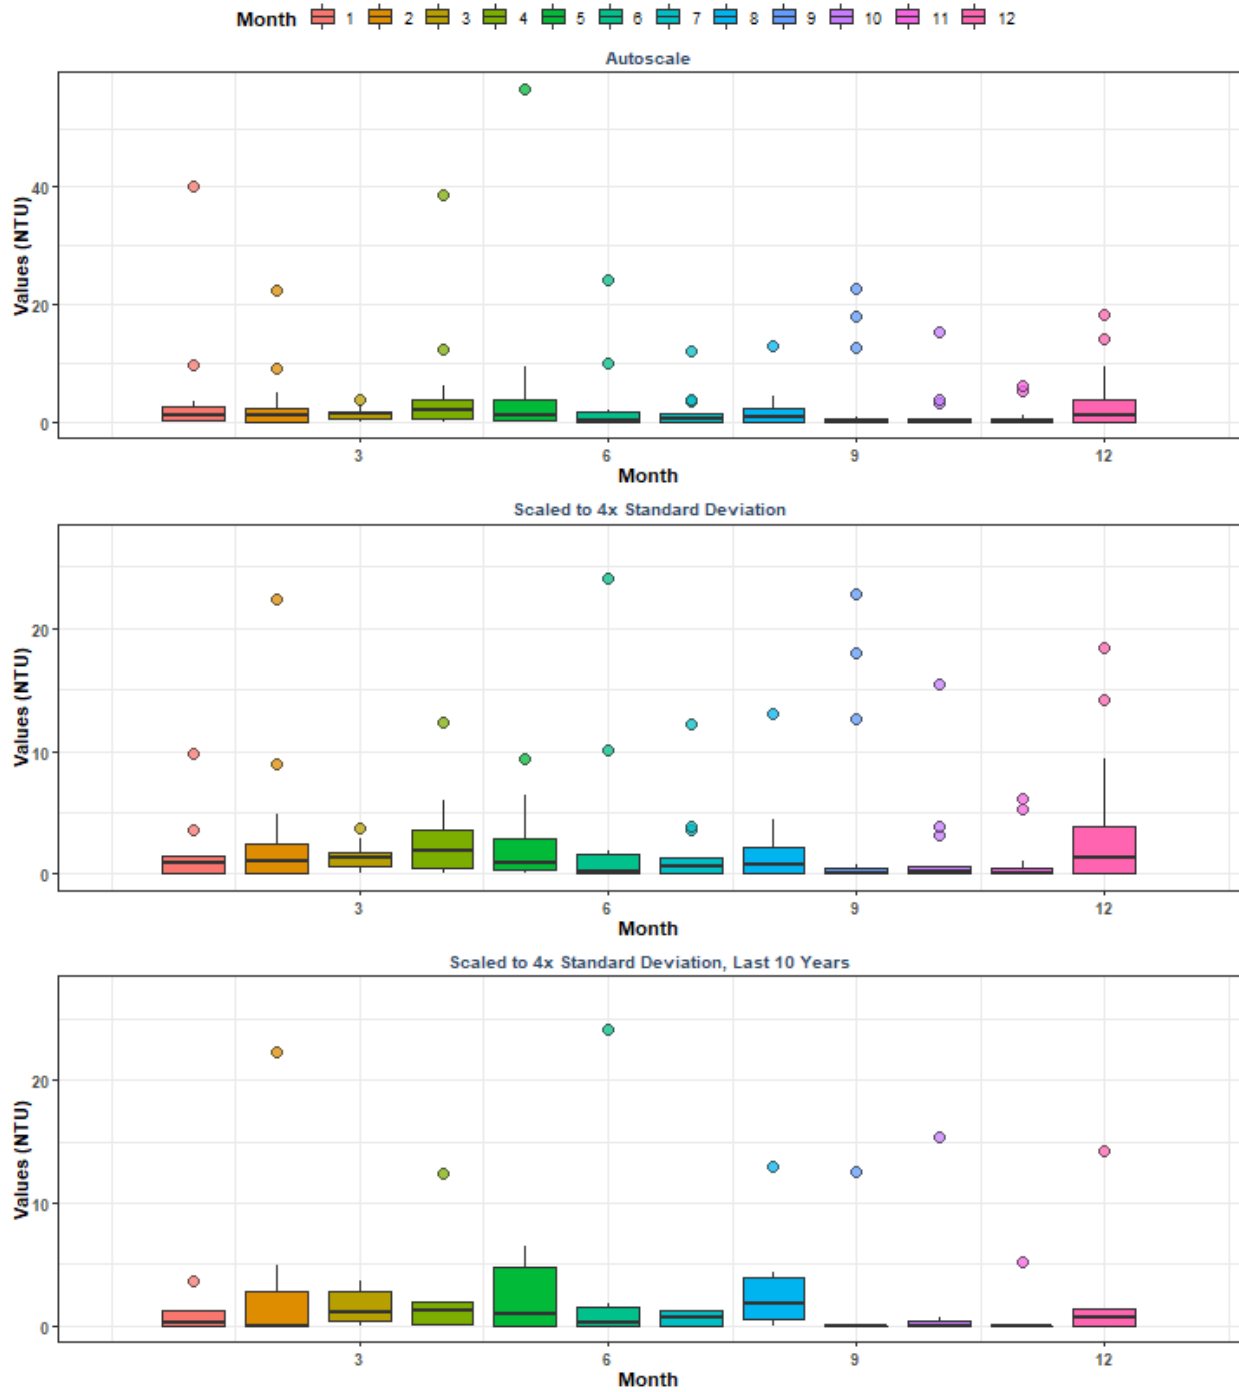 Month 1 2 3 4 5 6 7 8 9 10 11 12
Autoscale
Values (NTU)
40
20
0
3 6 9 12
Month
Scaled to 4x Standard Deviation
Values (NTU)
20
10
0
3 6 9 12
Month
Scaled to 4x Standard Deviation, Last 10 Years
Values (NTU)
20
10
0
3 6 9 12
Month